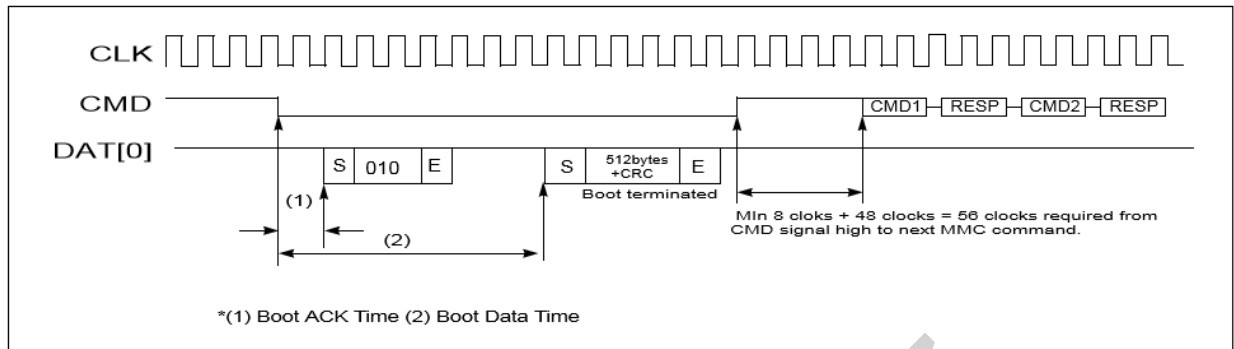 CLK
CMD
CMD1 RESP CMD2 RESP
DAT[0]
S 010 E
S 512bytes +CRC E
Boot terminated
(1)
(2)
MIn 8 cloks + 48 clocks = 56 clocks required from
CMD signal high to next MMC command.
*(1) Boot ACK Time (2) Boot Data Time